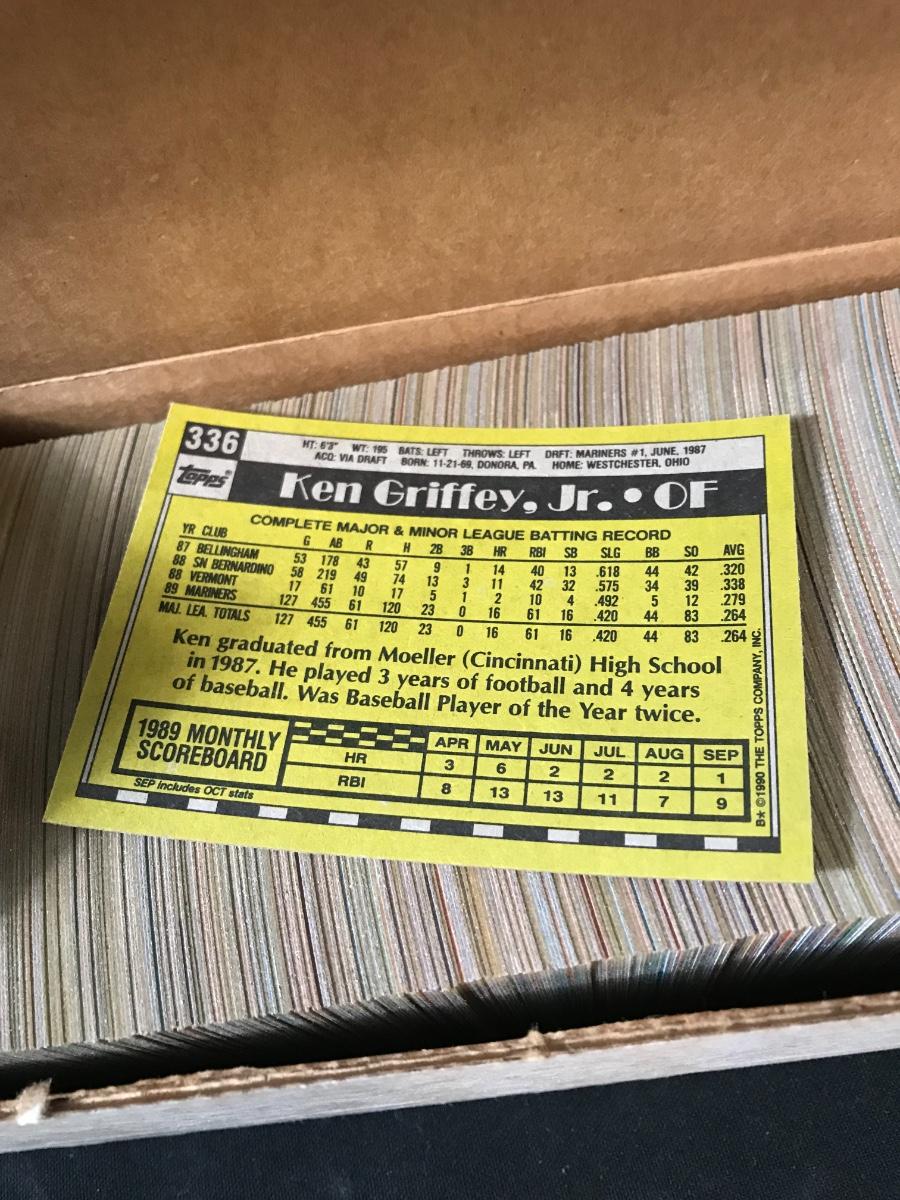 336
HT: 6'3" WT: 195 BATS: LEFT THROWS: LEFT DRFT: MARINERS #1, JUNE, 1987
ACQ: VIA DRAFT BORN: 11-21-69, DONORA, PA. HOME: WESTCHESTER, OHIO
Topps®
Ken Griffey, Jr. • OF
COMPLETE MAJOR & MINOR LEAGUE BATTING RECORD
YR CLUB G AB R H 2B 3B HR RBI SB SLG BB SO AVG
87 BELLINGHAM 53 178 43 57 9 1 14 40 13 .618 44 42 .320
88 SN BERNARDINO 58 219 49 74 13 3 11 42 32 .575 34 39 .338
88 VERMONT 17 61 10 17 5 1 2 10 4 .492 5 12 .279
89 MARINERS 127 455 61 120 23 0 16 61 16 .420 44 83 .264
MAJ. LEA. TOTALS 127 455 61 120 23 0 16 61 16 .420 44 83 .264
Ken graduated from Moeller (Cincinnati) High School
in 1987. He played 3 years of football and 4 years
of baseball. Was Baseball Player of the Year twice.
1989 MONTHLY
SCOREBOARD
APR MAY JUN JUL AUG SEP
HR 3 6 2 2 2 1
RBI 8 13 13 11 7 9
SEP includes OCT stats
B* ©1990 THE TOPPS COMPANY, INC.